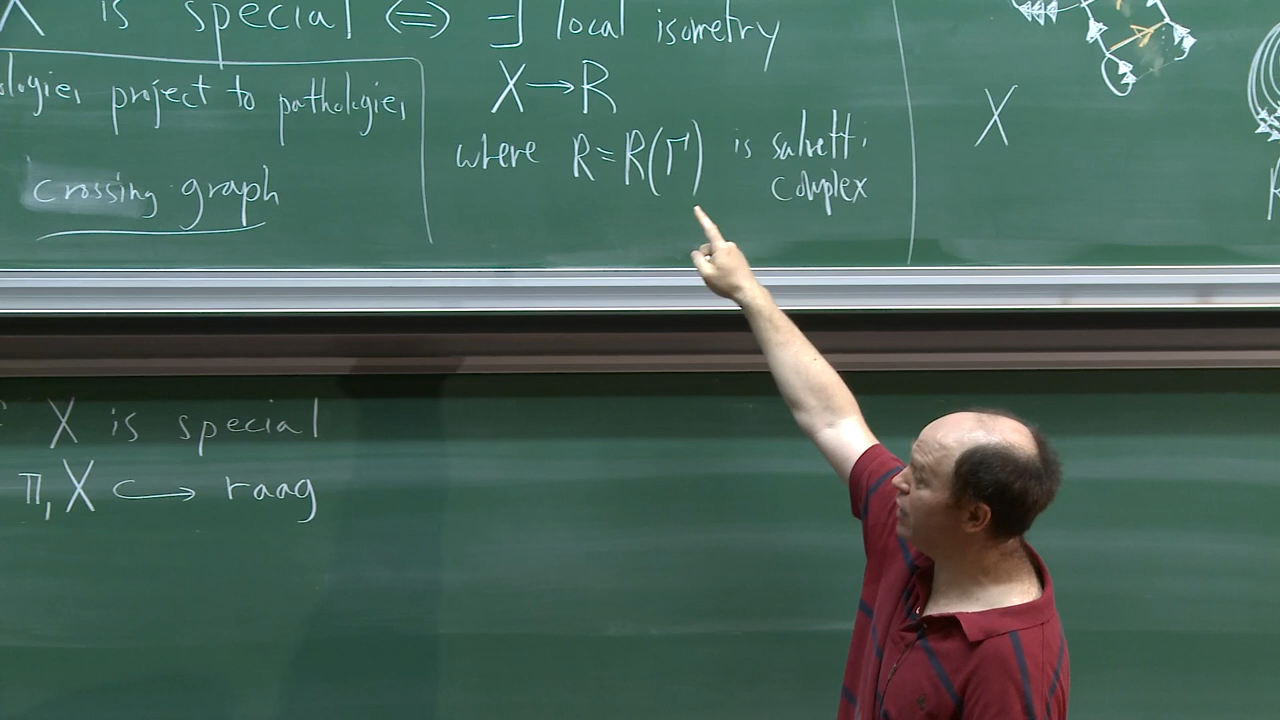 X is special ⇔ ∃ local isometry
ologies project to pathologies
crossing graph
X → R
where R = R(Γ) is salvetti
complex
X
X is special
π₁X ↪ raag